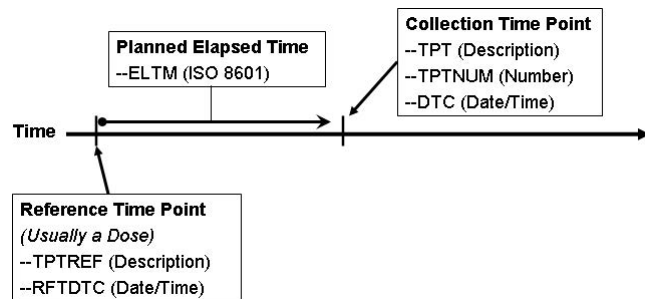 Planned Elapsed Time
--ELTM (ISO 8601)
Collection Time Point
--TPT (Description)
--TPTNUM (Number)
--DTC (Date/Time)
Time
Reference Time Point
(Usually a Dose)
--TPTREF (Description)
--RFTDTC (Date/Time)